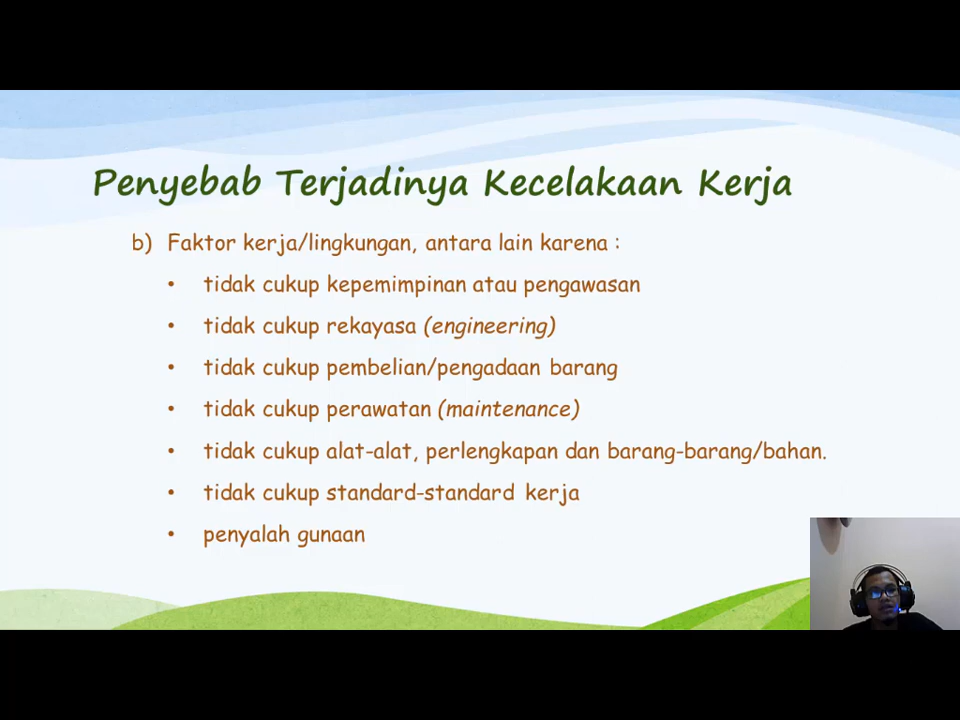 Penyebab Terjadinya Kecelakaan Kerja
b) Faktor kerja/lingkungan, antara lain karena :
• tidak cukup kepemimpinan atau pengawasan
• tidak cukup rekayasa (engineering)
• tidak cukup pembelian/pengadaan barang
• tidak cukup perawatan (maintenance)
• tidak cukup alat-alat, perlengkapan dan barang-barang/bahan.
• tidak cukup standard-standard kerja
• penyalah gunaan